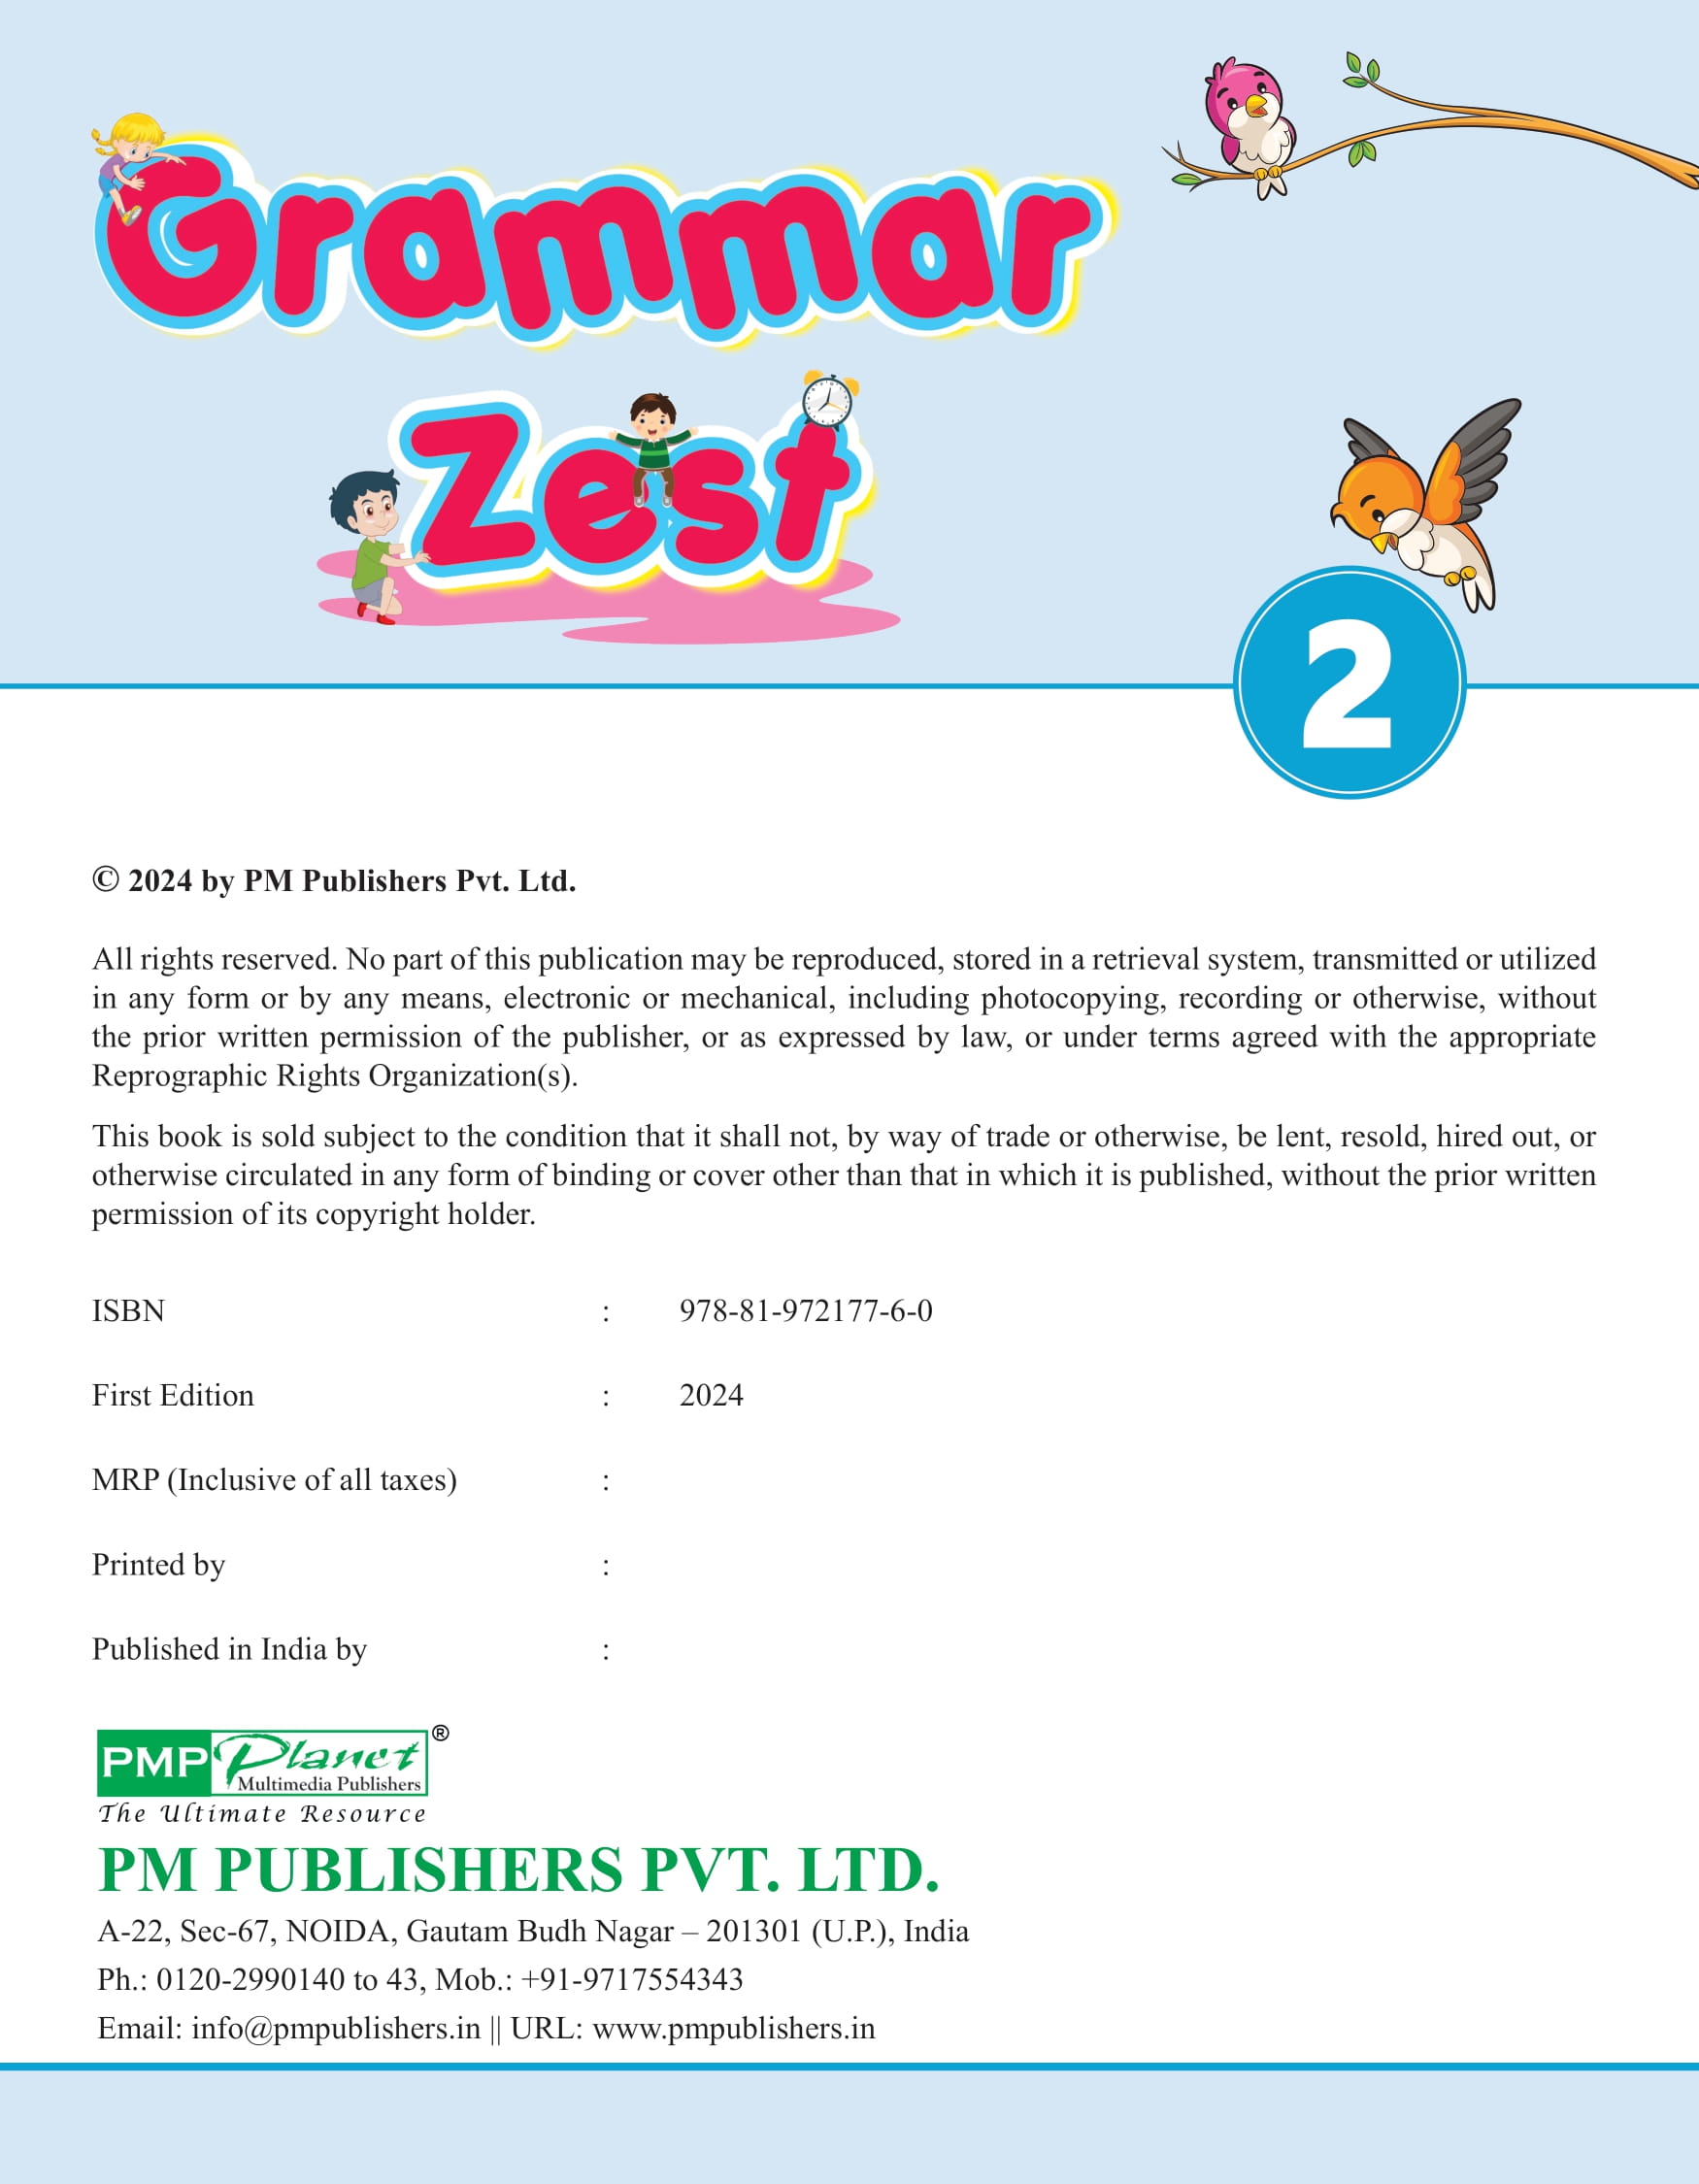 Grammar
Zest
2
© 2024 by PM Publishers Pvt. Ltd.
All rights reserved. No part of this publication may be reproduced, stored in a retrieval system, transmitted or utilized
in any form or by any means, electronic or mechanical, including photocopying, recording or otherwise, without
the prior written permission of the publisher, or as expressed by law, or under terms agreed with the appropriate
Reprographic Rights Organization(s).
This book is sold subject to the condition that it shall not, by way of trade or otherwise, be lent, resold, hired out, or
otherwise circulated in any form of binding or cover other than that in which it is published, without the prior written
permission of its copyright holder.
ISBN : 978-81-972177-6-0
First Edition : 2024
MRP (Inclusive of all taxes) :
Printed by :
Published in India by :
PMP Planet ®
Multimedia Publishers
The Ultimate Resource
PM PUBLISHERS PVT. LTD.
A-22, Sec-67, NOIDA, Gautam Budh Nagar – 201301 (U.P.), India
Ph.: 0120-2990140 to 43, Mob.: +91-9717554343
Email: info@pmpublishers.in || URL: www.pmpublishers.in